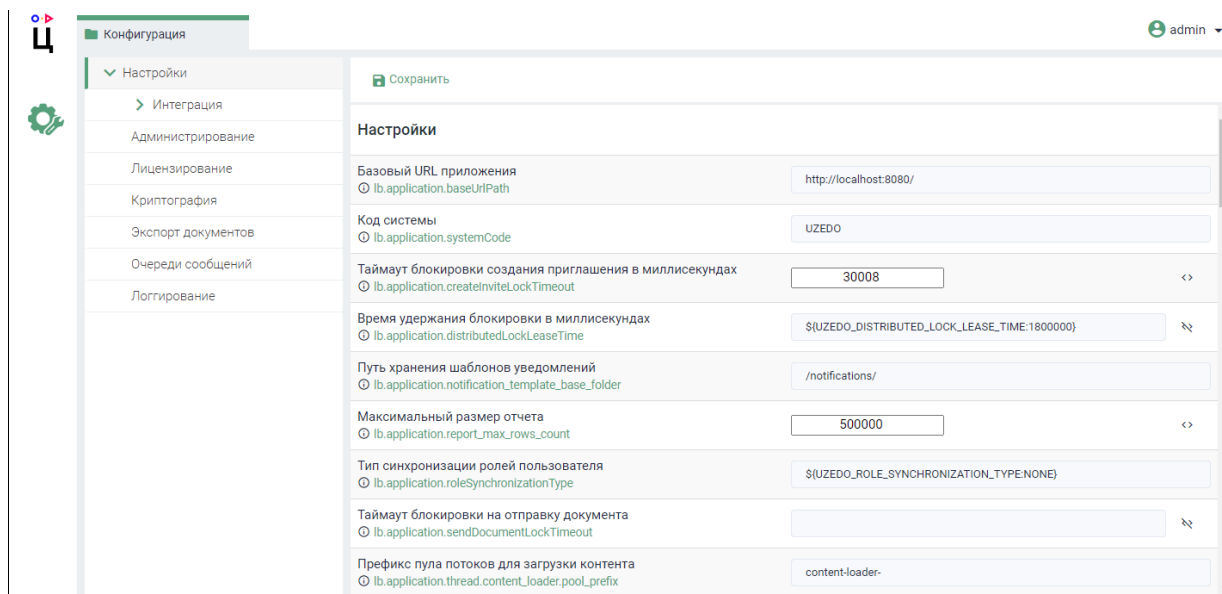 Ц
Конфигурация
admin
Настройки
Интеграция
Администрирование
Лицензирование
Криптография
Экспорт документов
Очереди сообщений
Логгирование
Сохранить
Настройки
Базовый URL приложения
lb.application.baseUrlPath
http://localhost:8080/
Код системы
lb.application.systemCode
UZEDO
Таймаут блокировки создания приглашения в миллисекундах
lb.application.createInviteLockTimeout
30008
Время удержания блокировки в миллисекундах
lb.application.distributedLockLeaseTime
${UZEDO_DISTRIBUTED_LOCK_LEASE_TIME:1800000}
Путь хранения шаблонов уведомлений
lb.application.notification_template_base_folder
/notifications/
Максимальный размер отчета
lb.application.report_max_rows_count
500000
Тип синхронизации ролей пользователя
lb.application.roleSynchronizationType
${UZEDO_ROLE_SYNCHRONIZATION_TYPE:NONE}
Таймаут блокировки на отправку документа
lb.application.sendDocumentLockTimeout
Префикс пула потоков для загрузки контента
lb.application.thread.content_loader.pool_prefix
content-loader-